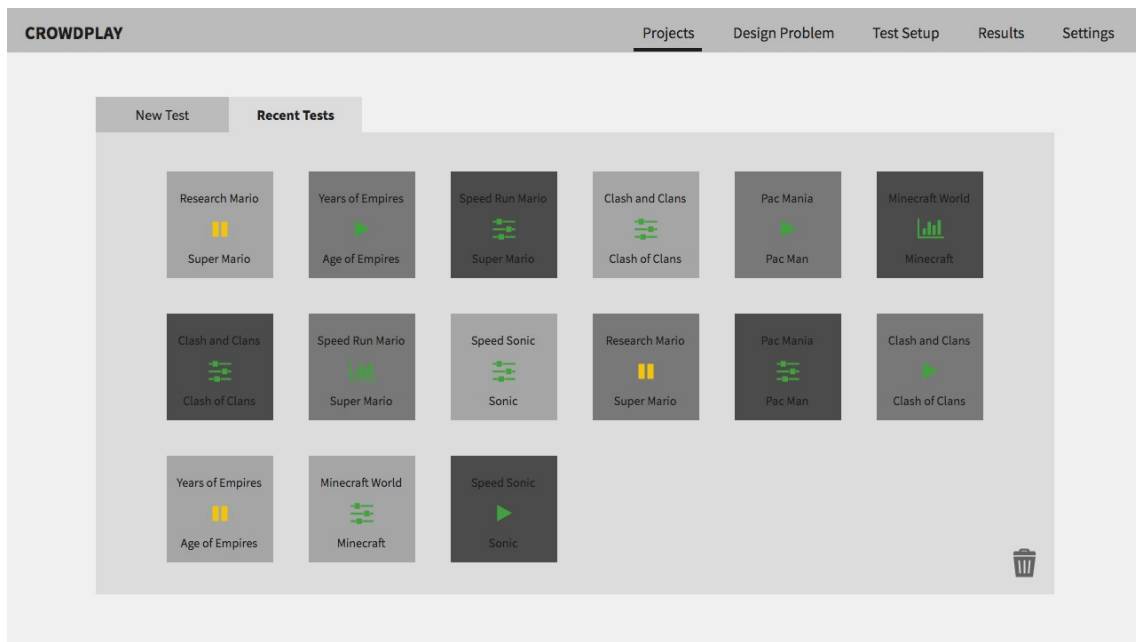 CROWDPLAY
Projects
Design Problem
Test Setup
Results
Settings
New Test
Recent Tests
Research Mario
Super Mario
Years of Empires
Age of Empires
Speed Run Mario
Super Mario
Clash and Clans
Clash of Clans
Pac Mania
Pac Man
Minecraft World
Minecraft
Clash and Clans
Clash of Clans
Speed Run Mario
Super Mario
Speed Sonic
Sonic
Research Mario
Super Mario
Pac Mania
Pac Man
Clash and Clans
Clash of Clans
Years of Empires
Age of Empires
Minecraft World
Minecraft
Speed Sonic
Sonic